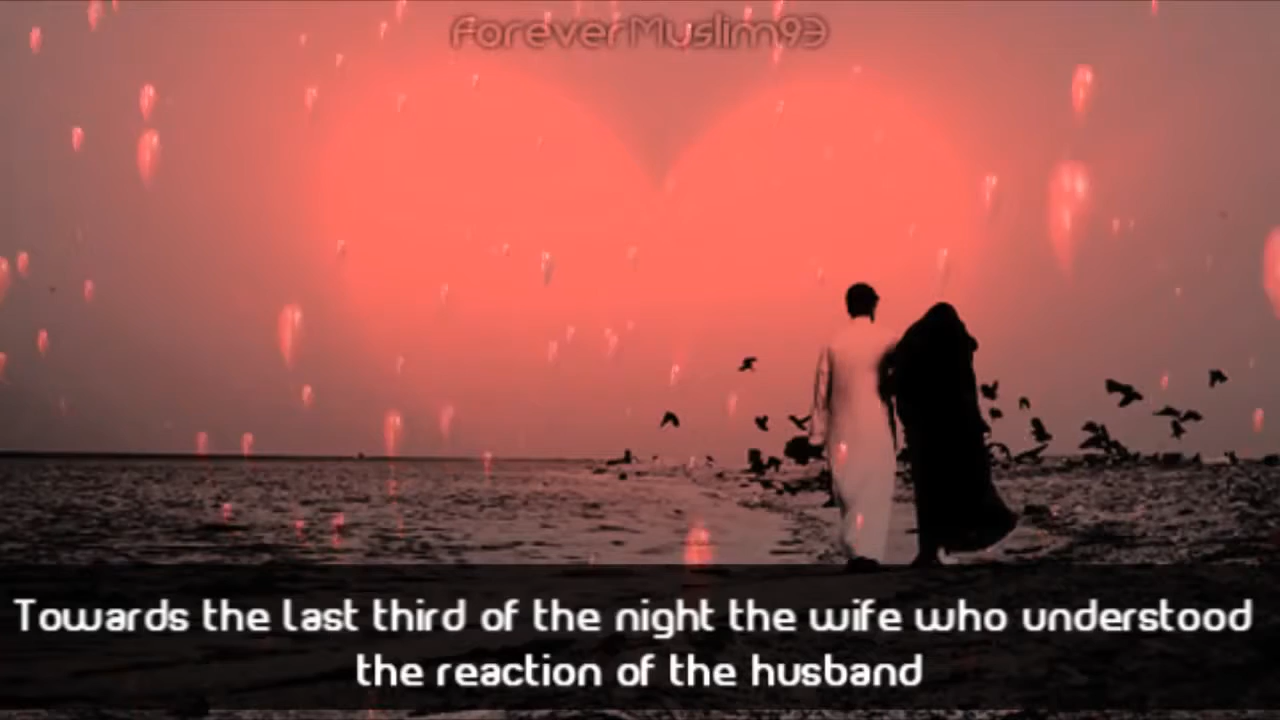 ForeverMuslim93
Towards the last third of the night the wife who understood
the reaction of the husband